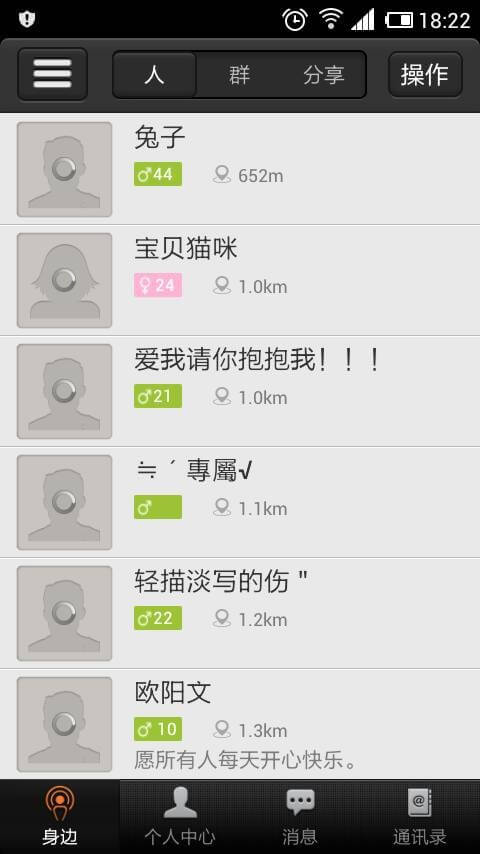 18:22
人 群 分享 操作
兔子
44 652m
宝贝猫咪
24 1.0km
爱我请你抱抱我！！！
21 1.0km
≒ˊ專屬√
1.1km
轻描淡写的伤 "
22 1.2km
欧阳文
10 1.3km
愿所有人每天开心快乐。
身边 个人中心 消息 通讯录